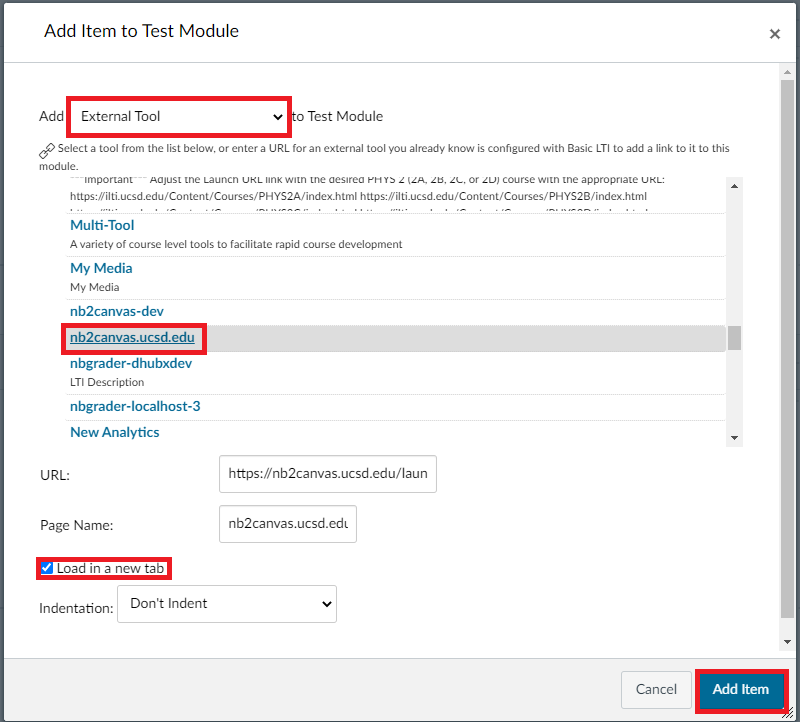 Add Item to Test Module
×
Add External Tool to Test Module
Select a tool from the list below, or enter a URL for an external tool you already know is configured with Basic LTI to add a link to it to this
module.
***Important*** Adjust the Launch URL link with the desired PHYS 2 (2A, 2B, 2C, or 2D) course with the appropriate URL:
https://ilti.ucsd.edu/Content/Courses/PHYS2A/index.html https://ilti.ucsd.edu/Content/Courses/PHYS2B/index.html
Multi-Tool
A variety of course level tools to facilitate rapid course development
My Media
My Media
nb2canvas-dev
nb2canvas.ucsd.edu
nbgrader-dhubxdev
LTI Description
nbgrader-localhost-3
New Analytics
URL: https://nb2canvas.ucsd.edu/laun
Page Name: nb2canvas.ucsd.edu
Load in a new tab
Indentation: Don't Indent
Cancel Add Item